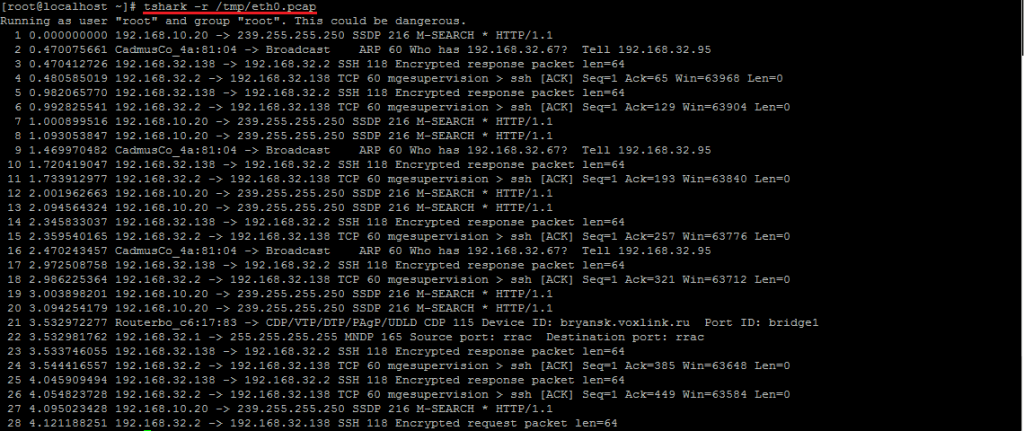 [root@localhost ~]# tshark -r /tmp/eth0.pcap
Running as user "root" and group "root". This could be dangerous.
1 0.000000000 192.168.10.20 -> 239.255.255.250 SSDP 216 M-SEARCH * HTTP/1.1
2 0.470075661 CadmusCo_4a:81:04 -> Broadcast    ARP 60 Who has 192.168.32.67?  Tell 192.168.32.95
3 0.470412726 192.168.32.138 -> 192.168.32.2 SSH 118 Encrypted response packet len=64
4 0.480585019 192.168.32.2 -> 192.168.32.138 TCP 60 mgesupervision > ssh [ACK] Seq=1 Ack=65 Win=63968 Len=0
5 0.982065770 192.168.32.138 -> 192.168.32.2 SSH 118 Encrypted response packet len=64
6 0.992825541 192.168.32.2 -> 192.168.32.138 TCP 60 mgesupervision > ssh [ACK] Seq=1 Ack=129 Win=63904 Len=0
7 1.000899516 192.168.10.20 -> 239.255.255.250 SSDP 216 M-SEARCH * HTTP/1.1
8 1.093053847 192.168.10.20 -> 239.255.255.250 SSDP 216 M-SEARCH * HTTP/1.1
9 1.469970482 CadmusCo_4a:81:04 -> Broadcast    ARP 60 Who has 192.168.32.67?  Tell 192.168.32.95
10 1.720419047 192.168.32.138 -> 192.168.32.2 SSH 118 Encrypted response packet len=64
11 1.733912977 192.168.32.2 -> 192.168.32.138 TCP 60 mgesupervision > ssh [ACK] Seq=1 Ack=193 Win=63840 Len=0
12 2.001962663 192.168.10.20 -> 239.255.255.250 SSDP 216 M-SEARCH * HTTP/1.1
13 2.094564324 192.168.10.20 -> 239.255.255.250 SSDP 216 M-SEARCH * HTTP/1.1
14 2.345833037 192.168.32.138 -> 192.168.32.2 SSH 118 Encrypted response packet len=64
15 2.359540165 192.168.32.2 -> 192.168.32.138 TCP 60 mgesupervision > ssh [ACK] Seq=1 Ack=257 Win=63776 Len=0
16 2.470243457 CadmusCo_4a:81:04 -> Broadcast    ARP 60 Who has 192.168.32.67?  Tell 192.168.32.95
17 2.972508758 192.168.32.138 -> 192.168.32.2 SSH 118 Encrypted response packet len=64
18 2.986225364 192.168.32.2 -> 192.168.32.138 TCP 60 mgesupervision > ssh [ACK] Seq=1 Ack=321 Win=63712 Len=0
19 3.003898201 192.168.10.20 -> 239.255.255.250 SSDP 216 M-SEARCH * HTTP/1.1
20 3.094254179 192.168.10.20 -> 239.255.255.250 SSDP 216 M-SEARCH * HTTP/1.1
21 3.532972277 Routerbo_c6:17:83 -> CDP/VTP/DTP/PAgP/UDLD CDP 115 Device ID: bryansk.voxlink.ru  Port ID: bridge1
22 3.532981762 192.168.32.1 -> 255.255.255.255 MNDP 165 Source port: rrac  Destination port: rrac
23 3.533746055 192.168.32.138 -> 192.168.32.2 SSH 118 Encrypted response packet len=64
24 3.544416557 192.168.32.2 -> 192.168.32.138 TCP 60 mgesupervision > ssh [ACK] Seq=1 Ack=385 Win=63648 Len=0
25 4.045909494 192.168.32.138 -> 192.168.32.2 SSH 118 Encrypted response packet len=64
26 4.054823728 192.168.32.2 -> 192.168.32.138 TCP 60 mgesupervision > ssh [ACK] Seq=1 Ack=449 Win=63584 Len=0
27 4.095023428 192.168.10.20 -> 239.255.255.250 SSDP 216 M-SEARCH * HTTP/1.1
28 4.121188251 192.168.32.2 -> 192.168.32.138 SSH 118 Encrypted request packet len=64